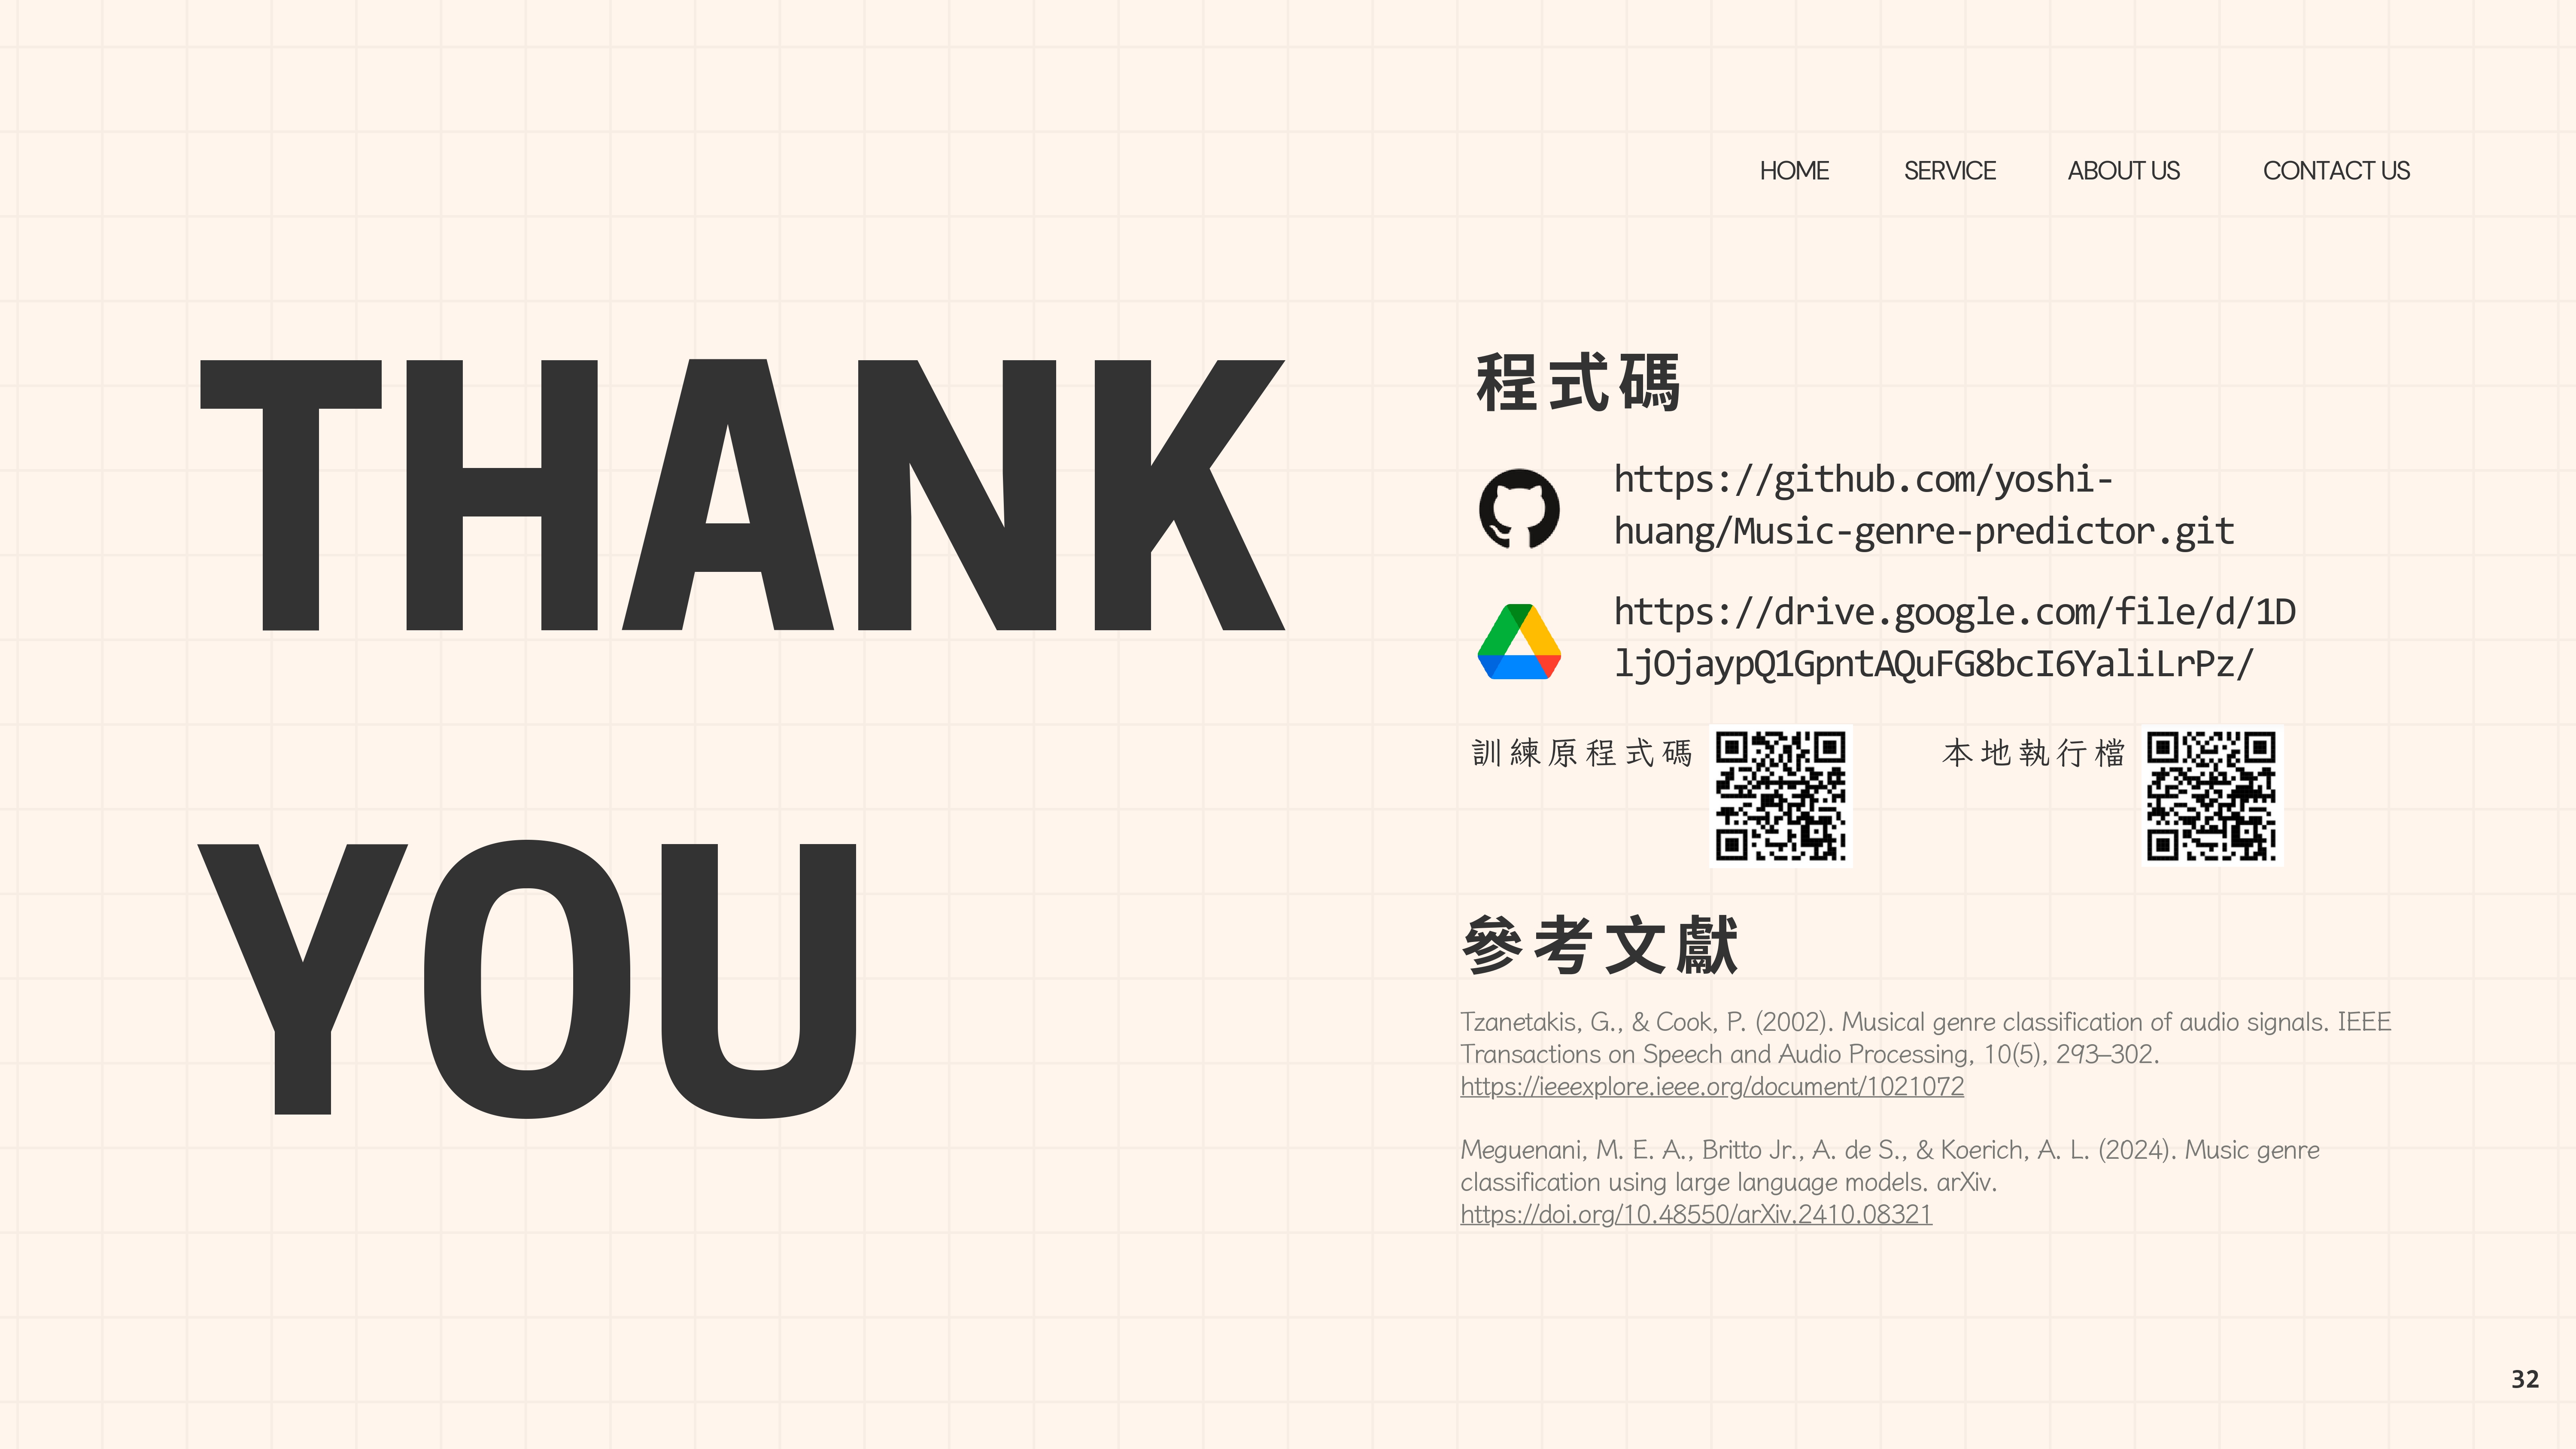 HOME SERVICE ABOUT US CONTACT US
THANK
YOU
程式碼
https://github.com/yoshi-
huang/Music-genre-predictor.git
https://drive.google.com/file/d/1D
ljOjaypQ1GpntAQuFG8bcI6YaliLrPz/
訓練原程式碼
本地執行檔
參考文獻
Tzanetakis, G., & Cook, P. (2002). Musical genre classification of audio signals. IEEE
Transactions on Speech and Audio Processing, 10(5), 293–302.
https://ieeexplore.ieee.org/document/1021072
Meguenani, M. E. A., Britto Jr., A. de S., & Koerich, A. L. (2024). Music genre
classification using large language models. arXiv.
https://doi.org/10.48550/arXiv.2410.08321
32